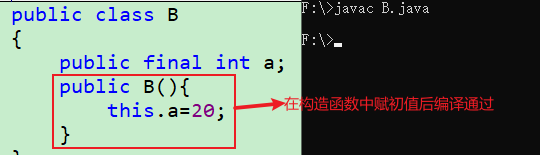 public class B
{
public final int a;
public B(){
this.a=20;
}
}
F:\>javac B.java
F:\>
在构造函数中赋初值后编译通过